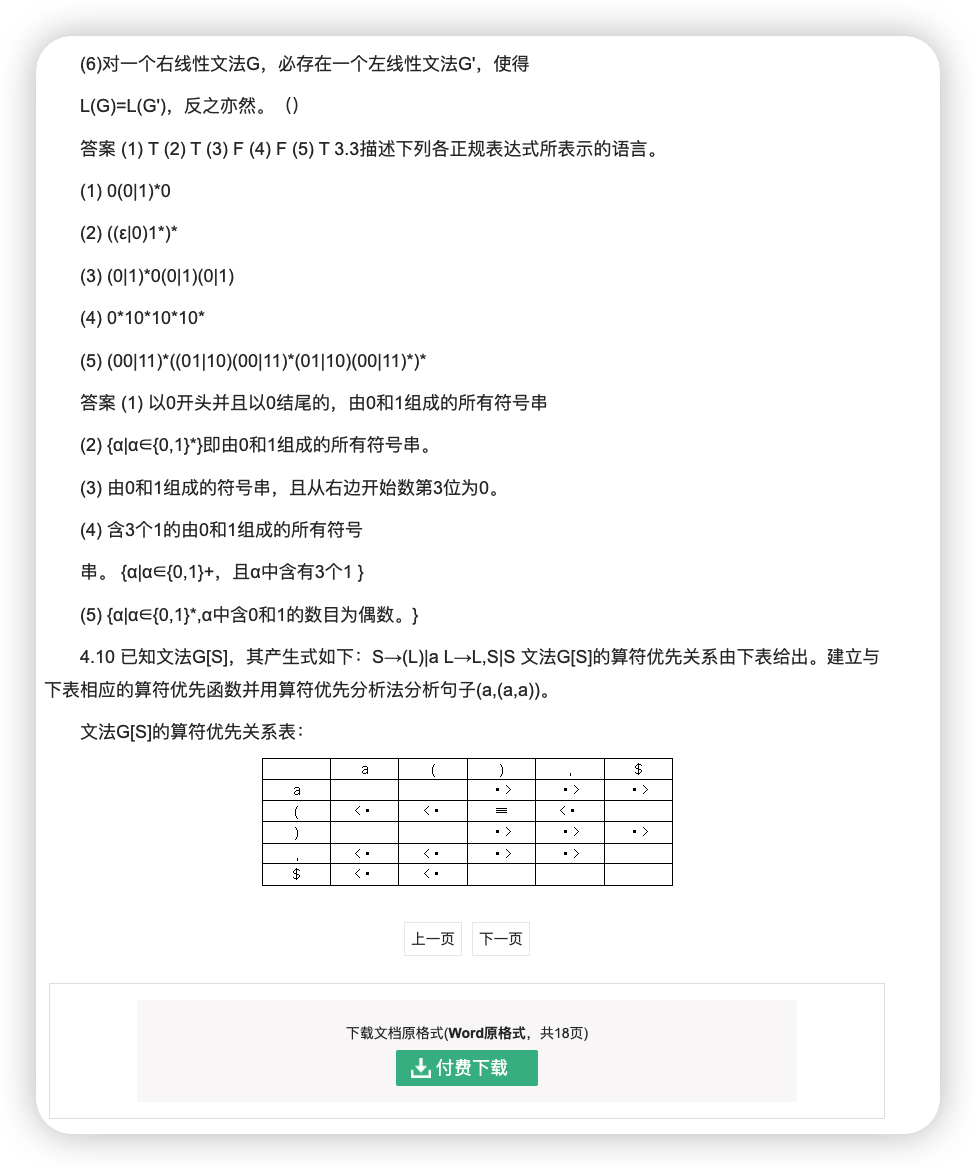 (6)对一个右线性文法G，必存在一个左线性文法G'，使得
L(G)=L(G')，反之亦然。（）
答案 (1) T (2) T (3) F (4) F (5) T 3.3描述下列各正规表达式所表示的语言。
(1) 0(0|1)*0
(2) ((ε|0)1*)*
(3) (0|1)*0(0|1)(0|1)
(4) 0*10*10*10*
(5) (00|11)*((01|10)(00|11)*(01|10)(00|11)*)*
答案 (1) 以0开头并且以0结尾的，由0和1组成的所有符号串
(2) {α|α∈{0,1}*}即由0和1组成的所有符号串。
(3) 由0和1组成的符号串，且从右边开始数第3位为0。
(4) 含3个1的由0和1组成的所有符号
串。 {α|α∈{0,1}+，且α中含有3个1 }
(5) {α|α∈{0,1}*,α中含0和1的数目为偶数。}
4.10 已知文法G[S]，其产生式如下：S→(L)|a L→L,S|S 文法G[S]的算符优先关系由下表给出。建立与
下表相应的算符优先函数并用算符优先分析法分析句子(a,(a,a))。
文法G[S]的算符优先关系表：
a ( ) , $
a ·> ·> ·>
( <· <· ≡ <·
) ·> ·> ·>
, <· <· ·> ·>
$ <· <·
上一页 下一页
下载文档原格式(Word原格式，共18页)
付费下载